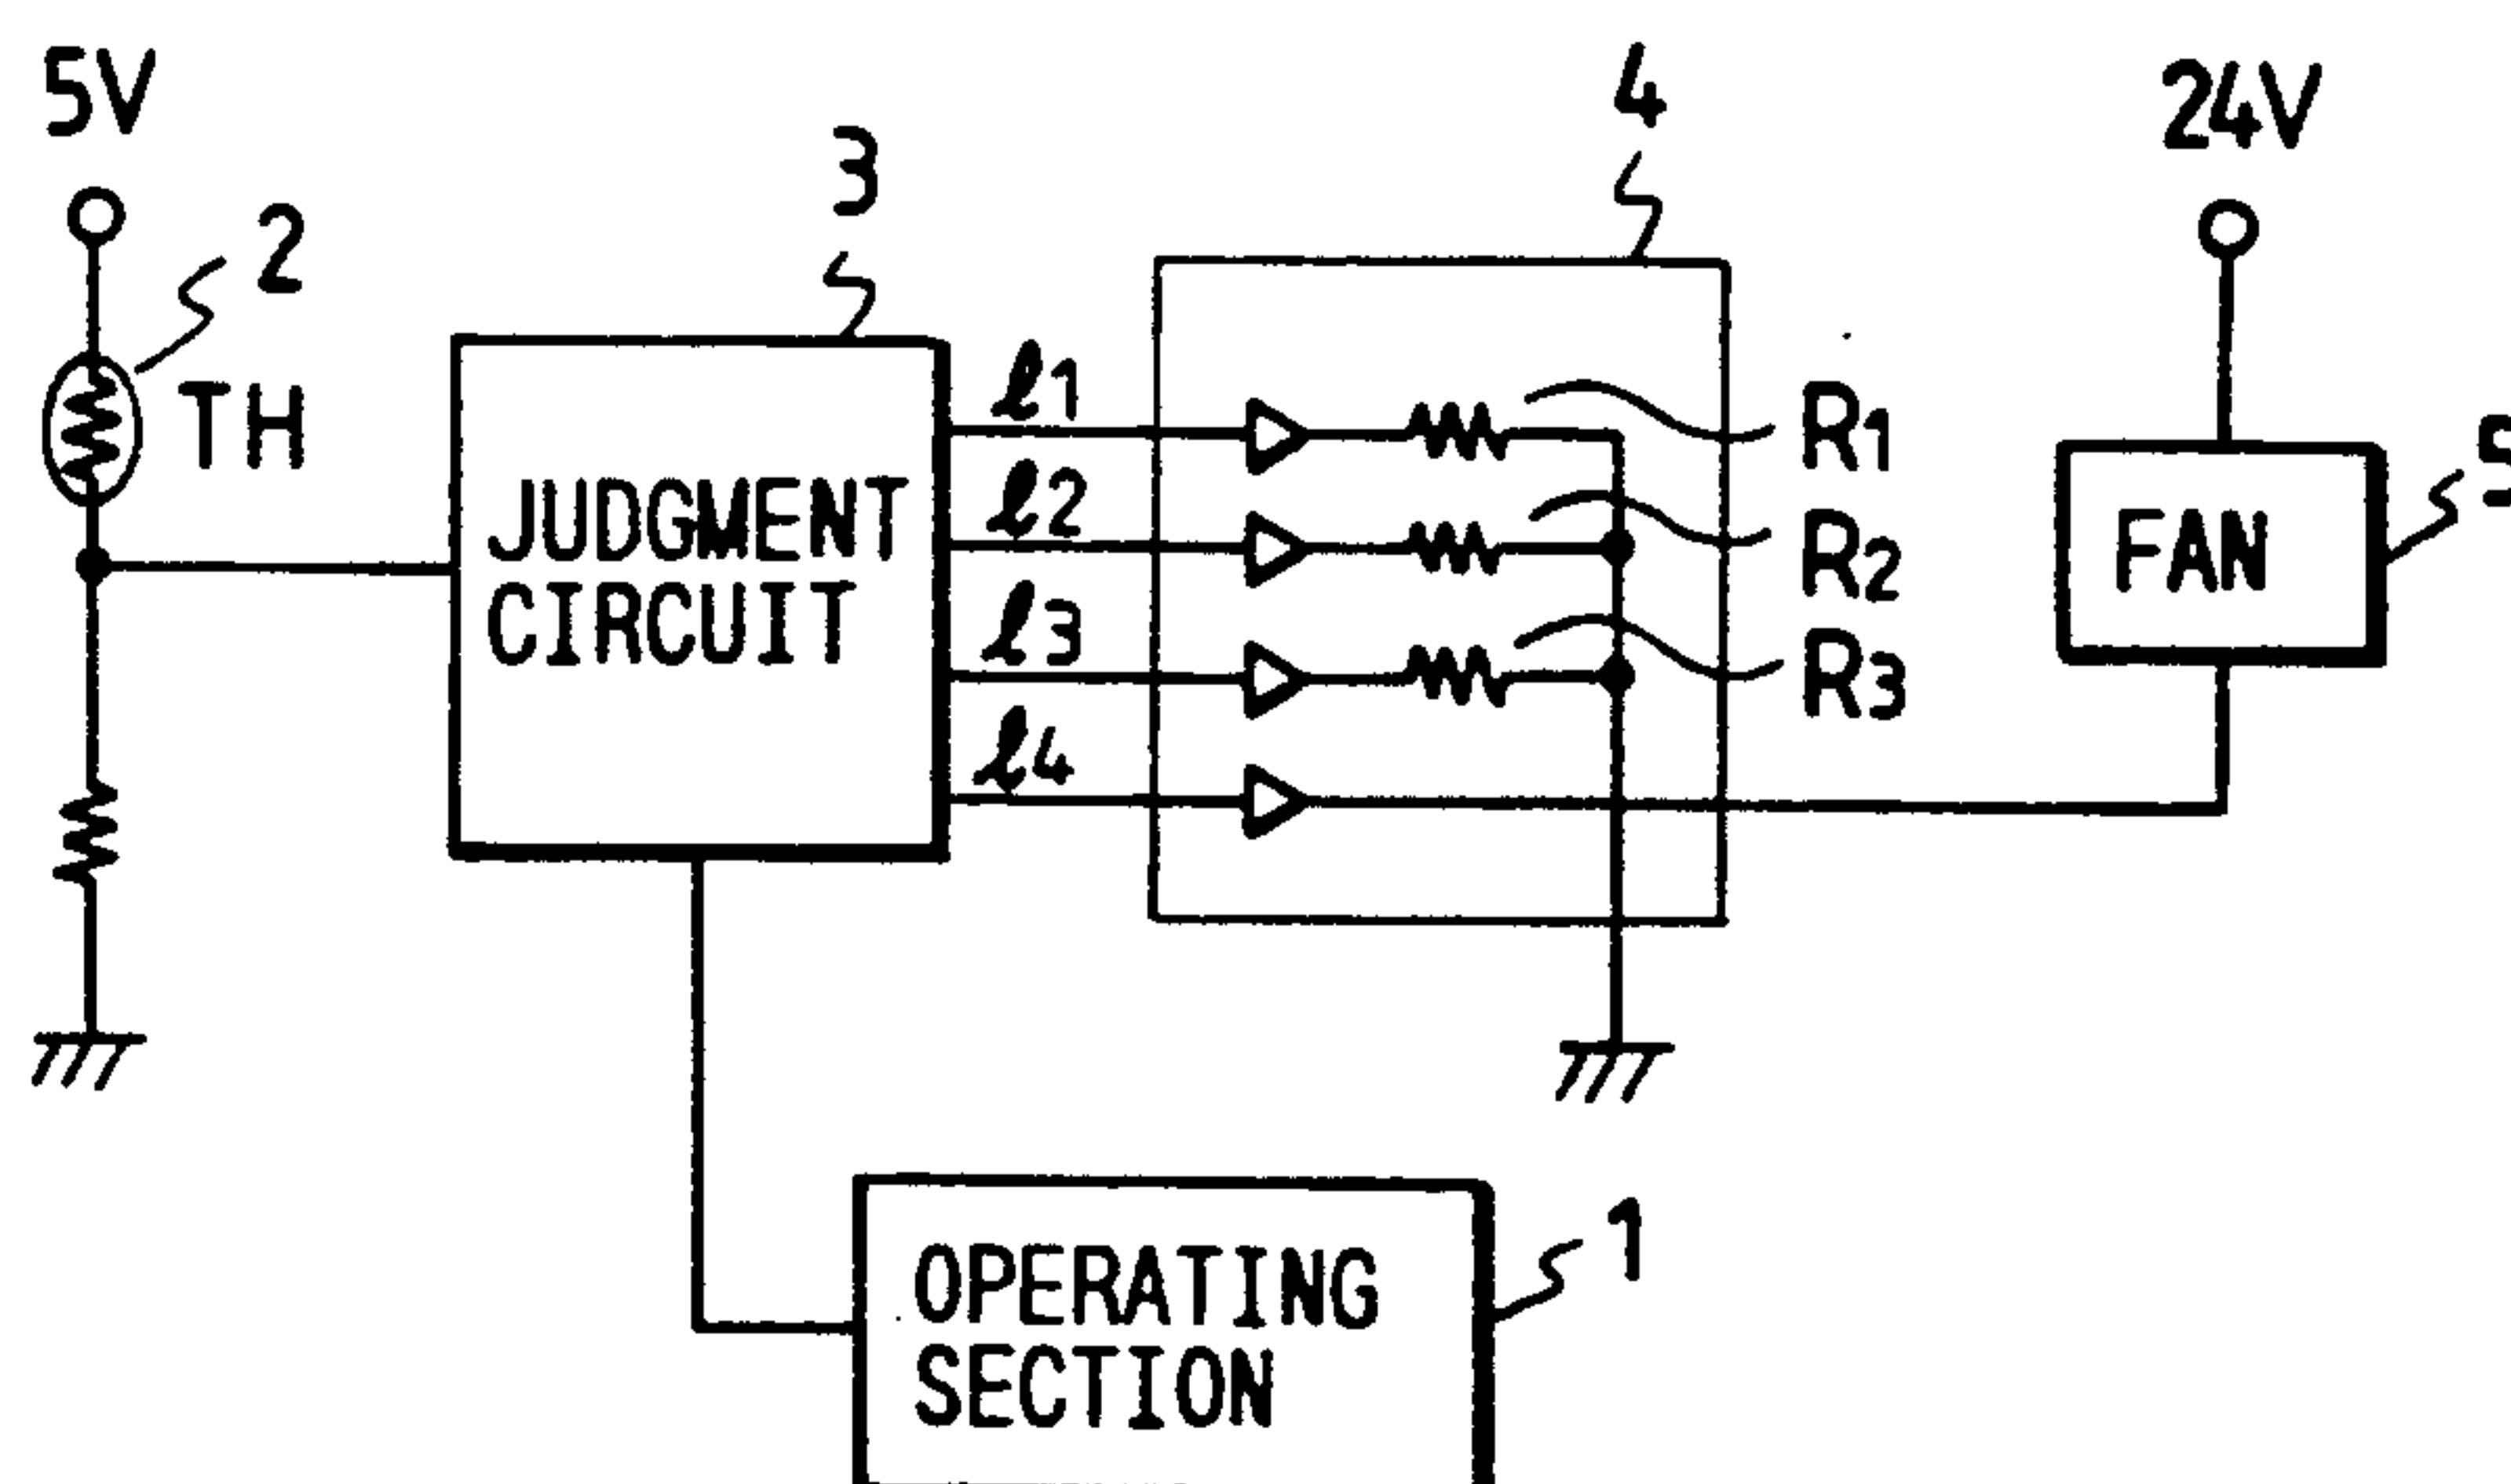 5V
2
TH
3
JUDGMENT
CIRCUIT
ℓ1
ℓ2
ℓ3
ℓ4
4
R1
R2
R3
24V
FAN
5
OPERATING
SECTION
1